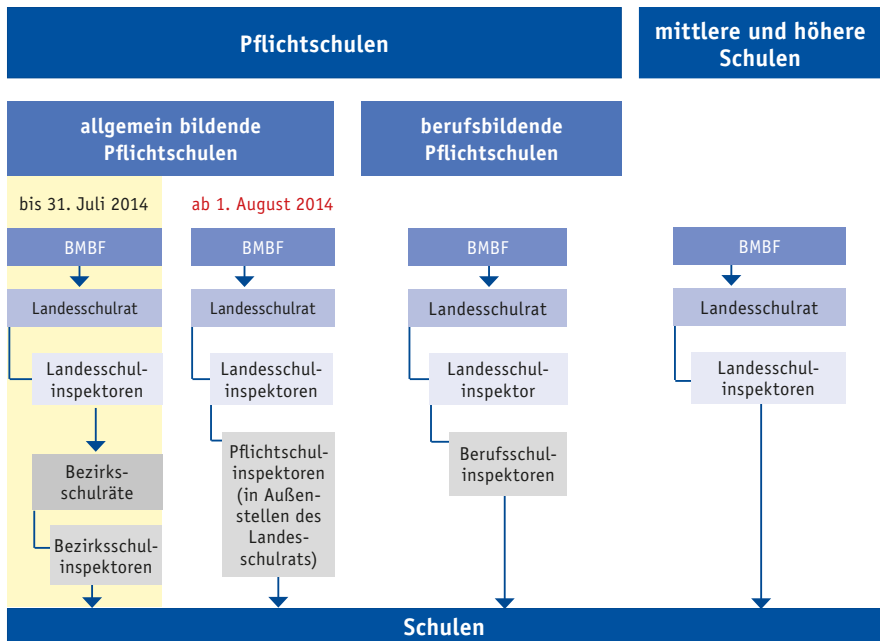 Pflichtschulen
mittlere und höhere
Schulen
allgemein bildende
Pflichtschulen
berufsbildende
Pflichtschulen
bis 31. Juli 2014
ab 1. August 2014
BMBF
Landesschulrat
Landesschul-
inspektoren
Bezirks-
schulräte
Bezirksschul-
inspektoren
BMBF
Landesschulrat
Landesschul-
inspektoren
Pflichtschul-
inspektoren
(in Außen-
stellen des
Landes-
schulrats)
BMBF
Landesschulrat
Landesschul-
inspektor
Berufsschul-
inspektoren
BMBF
Landesschulrat
Landesschul-
inspektoren
Schulen